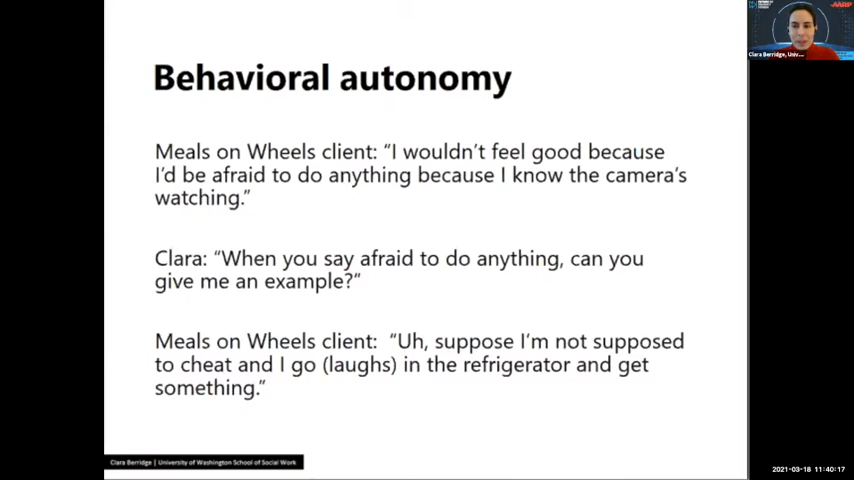 Behavioral autonomy
Meals on Wheels client: “I wouldn’t feel good because
I’d be afraid to do anything because I know the camera’s
watching.”
Clara: “When you say afraid to do anything, can you
give me an example?“
Meals on Wheels client:  “Uh, suppose I’m not supposed
to cheat and I go (laughs) in the refrigerator and get
something.”
Clara Berridge | University of Washington School of Social Work
AARP
Clara Berridge, Univ...
2021-03-18 11:40:17